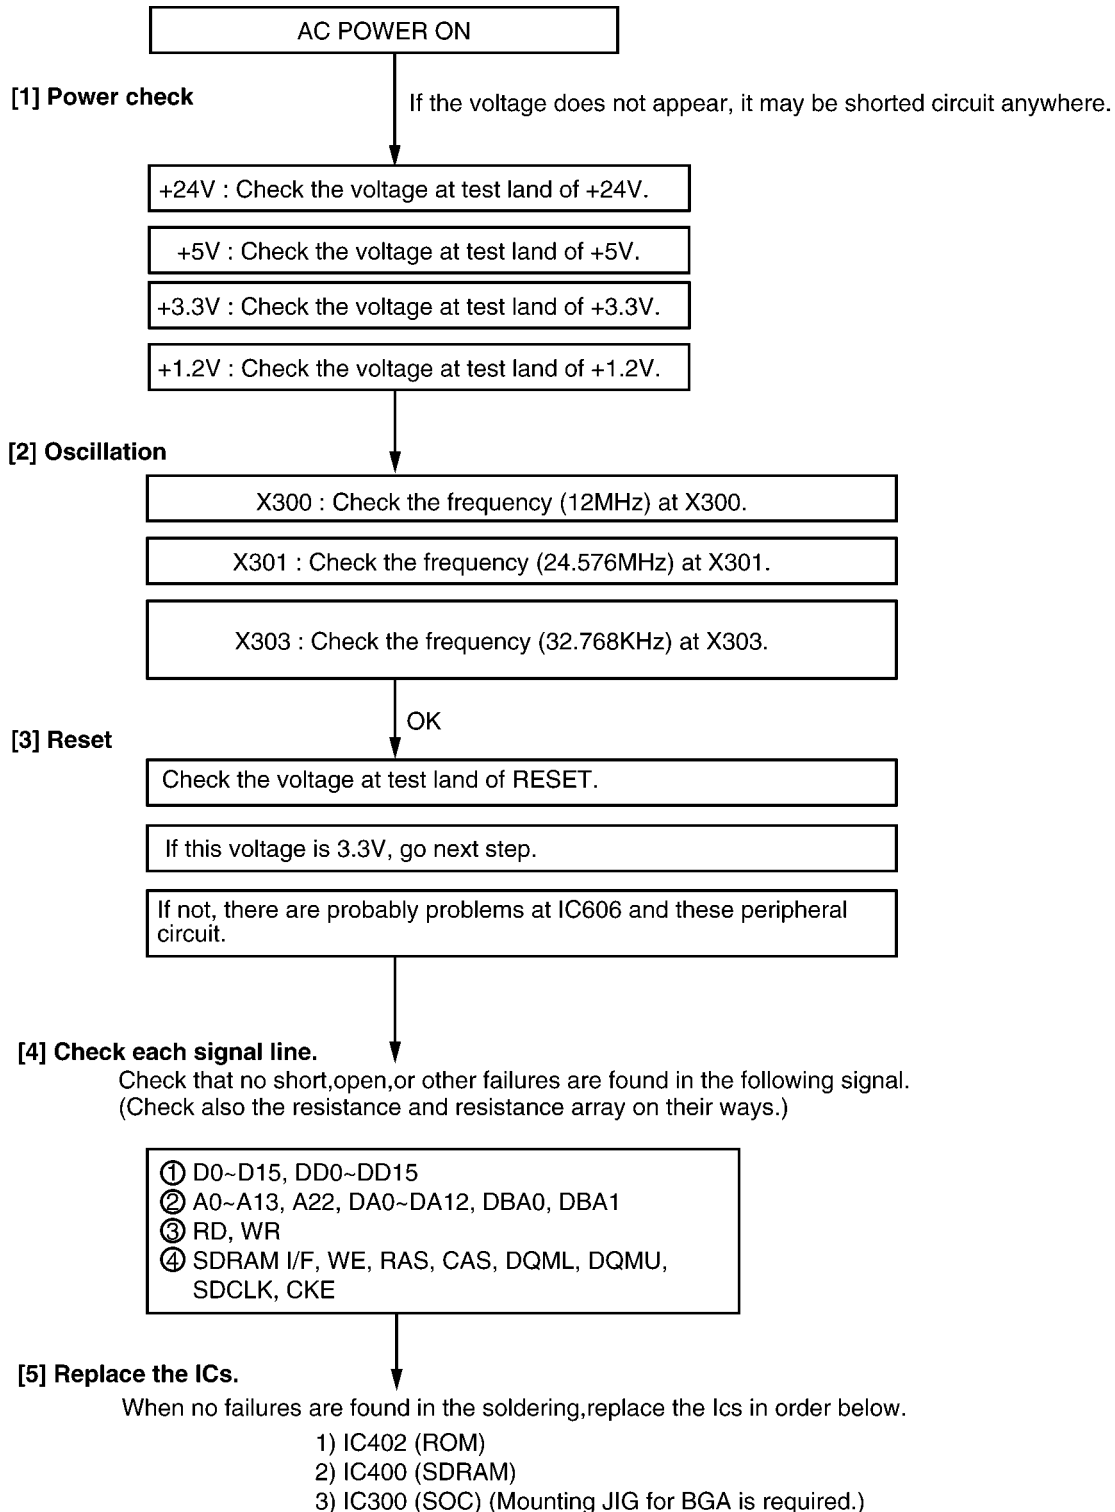 AC POWER ON
[1] Power check
If the voltage does not appear, it may be shorted circuit anywhere.
+24V : Check the voltage at test land of +24V.
+5V : Check the voltage at test land of +5V.
+3.3V : Check the voltage at test land of +3.3V.
+1.2V : Check the voltage at test land of +1.2V.
[2] Oscillation
X300 : Check the frequency (12MHz) at X300.
X301 : Check the frequency (24.576MHz) at X301.
X303 : Check the frequency (32.768KHz) at X303.
OK
[3] Reset
Check the voltage at test land of RESET.
If this voltage is 3.3V, go next step.
If not, there are probably problems at IC606 and these peripheral
circuit.
[4] Check each signal line.
Check that no short,open,or other failures are found in the following signal.
(Check also the resistance and resistance array on their ways.)
① D0~D15, DD0~DD15
② A0~A13, A22, DA0~DA12, DBA0, DBA1
③ RD, WR
④ SDRAM I/F, WE, RAS, CAS, DQML, DQMU,
SDCLK, CKE
[5] Replace the ICs.
When no failures are found in the soldering,replace the Ics in order below.
1) IC402 (ROM)
2) IC400 (SDRAM)
3) IC300 (SOC) (Mounting JIG for BGA is required.)